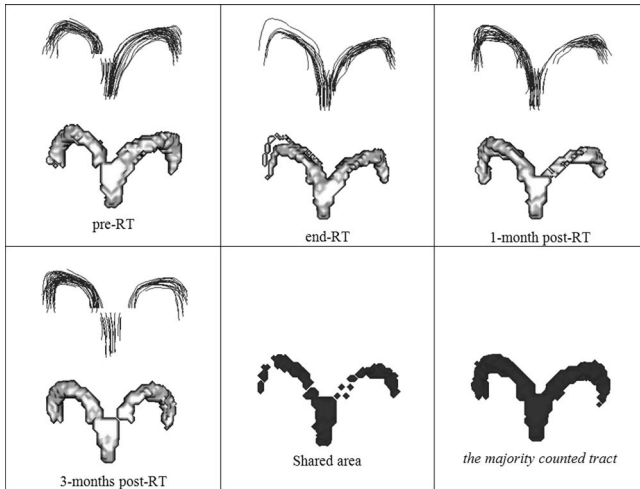 pre-RT
end-RT
1-month post-RT
3-months post-RT
Shared area
the majority counted tract